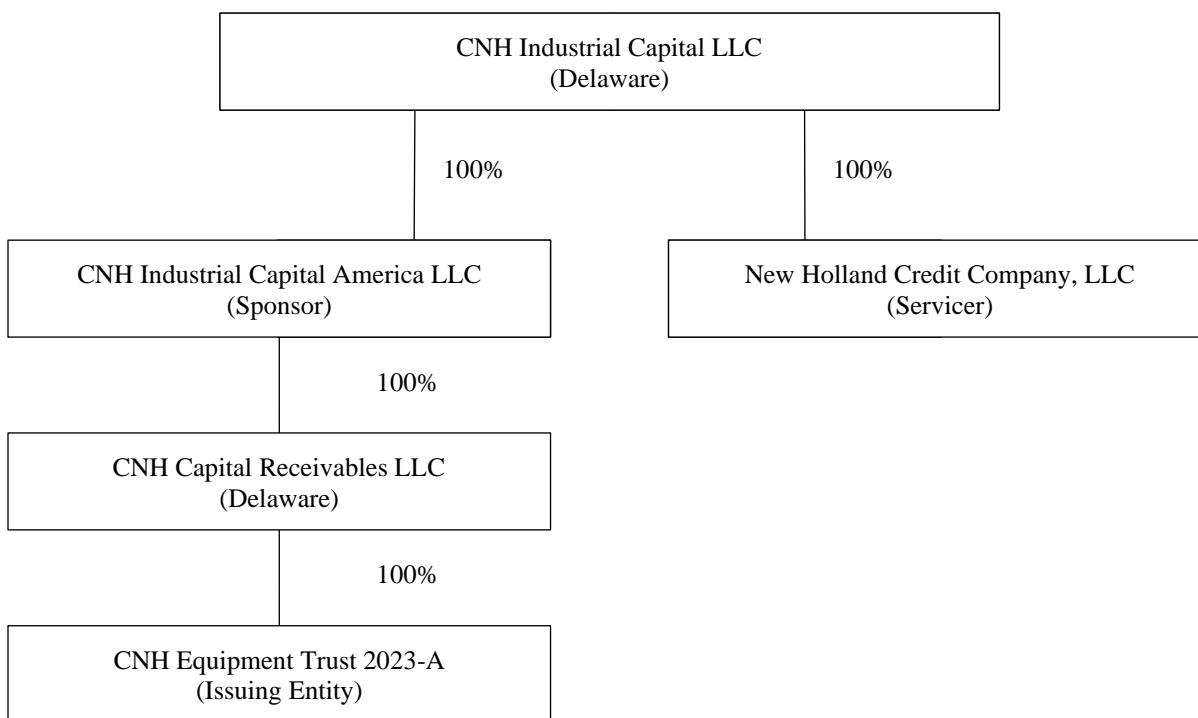 CNH Industrial Capital LLC
(Delaware)
100%
100%
CNH Industrial Capital America LLC
(Sponsor)
New Holland Credit Company, LLC
(Servicer)
100%
CNH Capital Receivables LLC
(Delaware)
100%
CNH Equipment Trust 2023-A
(Issuing Entity)